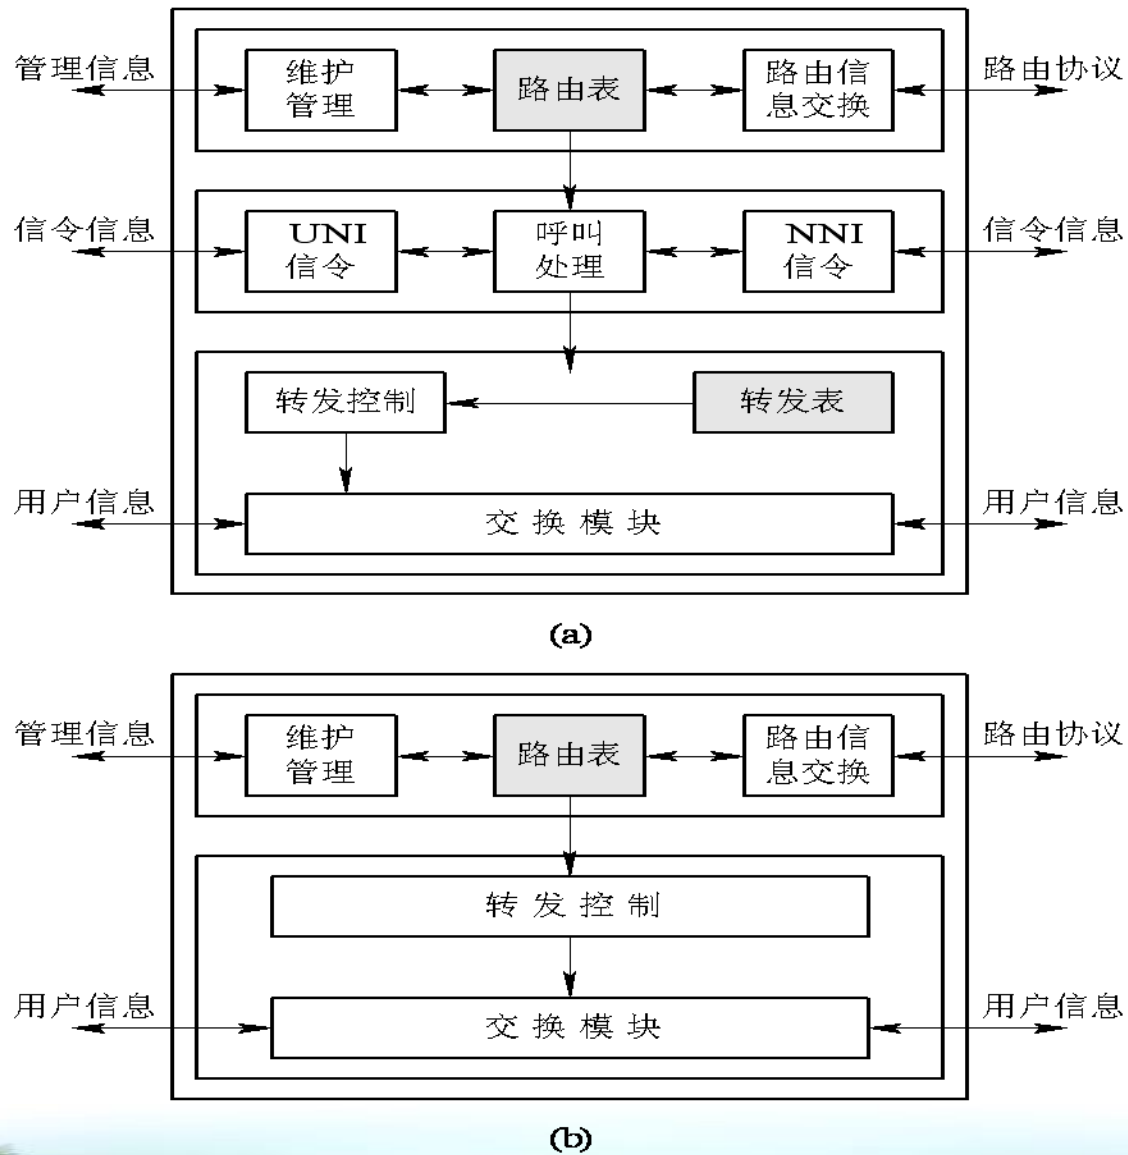 管理信息
维护
管理
路由表
路由信
息交换
路由协议
信令信息
UNI
信令
呼叫
处理
NNI
信令
信令信息
转发控制
转发表
用户信息
交换模块
用户信息
(a)
管理信息
维护
管理
路由表
路由信
息交换
路由协议
转发控制
用户信息
交换模块
用户信息
(b)